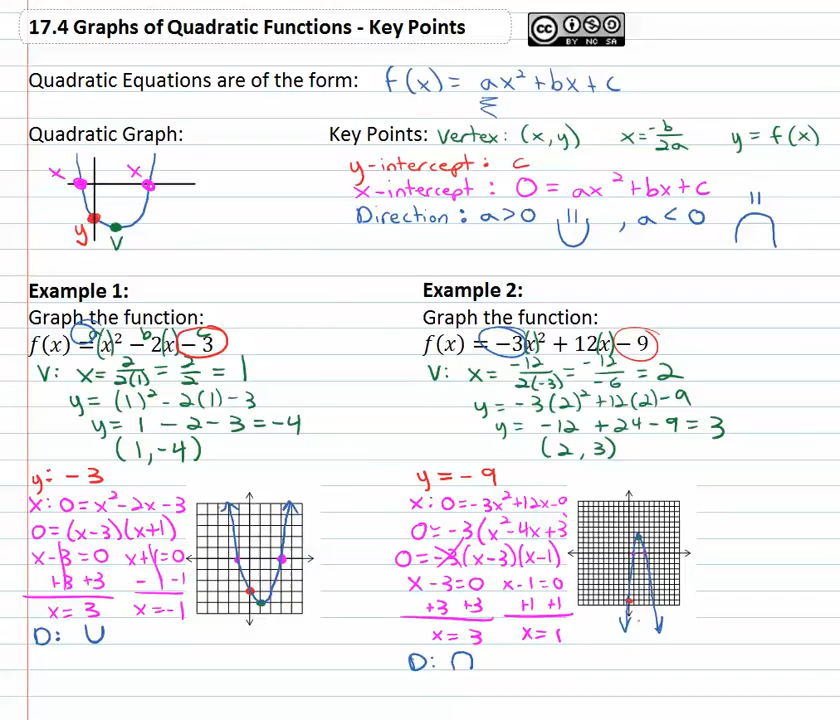 17.4 Graphs of Quadratic Functions - Key Points
cc BY NC SA
Quadratic Equations are of the form: f(x) = ax² + bx + c
Quadratic Graph:
Key Points: Vertex: (x, y) x = -b/2a y = f(x)
y-intercept: c
x-intercept: 0 = ax² + bx + c
Direction: a > 0 , a < 0
x x
y V
Example 1:
Graph the function:
a b c
f(x) = (x)² − 2(x) − 3
V: x = 2/2(1) = 2/2 = 1
y = (1)² - 2(1) - 3
y = 1 - 2 - 3 = -4
(1, -4)
y: -3
x: 0 = x² - 2x - 3
0 = (x-3)(x+1)
x - 3 = 0 x + 1 = 0
+3 +3 -1 -1
x = 3 x = -1
D: ∪
Example 2:
Graph the function:
f(x) = −3(x)² + 12(x) − 9
V: x = -12/2(-3) = -12/-6 = 2
y = -3(2)² + 12(2) - 9
y = -12 + 24 - 9 = 3
(2, 3)
y = -9
x: 0 = -3x² + 12x - 9
0 = -3(x² - 4x + 3
0 = -3(x-3)(x-1)
x - 3 = 0 x - 1 = 0
+3 +3 +1 +1
x = 3 x = 1
D: ∩